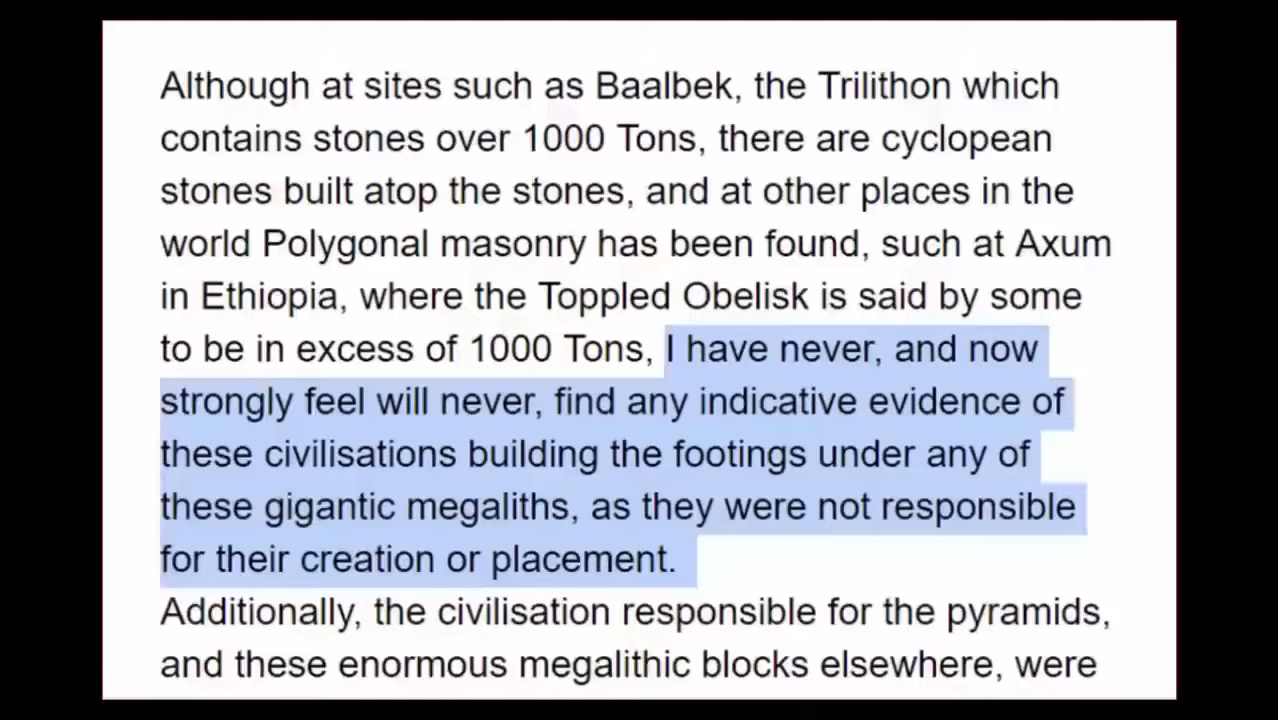 Although at sites such as Baalbek, the Trilithon which
contains stones over 1000 Tons, there are cyclopean
stones built atop the stones, and at other places in the
world Polygonal masonry has been found, such at Axum
in Ethiopia, where the Toppled Obelisk is said by some
to be in excess of 1000 Tons, I have never, and now
strongly feel will never, find any indicative evidence of
these civilisations building the footings under any of
these gigantic megaliths, as they were not responsible
for their creation or placement.
Additionally, the civilisation responsible for the pyramids,
and these enormous megalithic blocks elsewhere, were